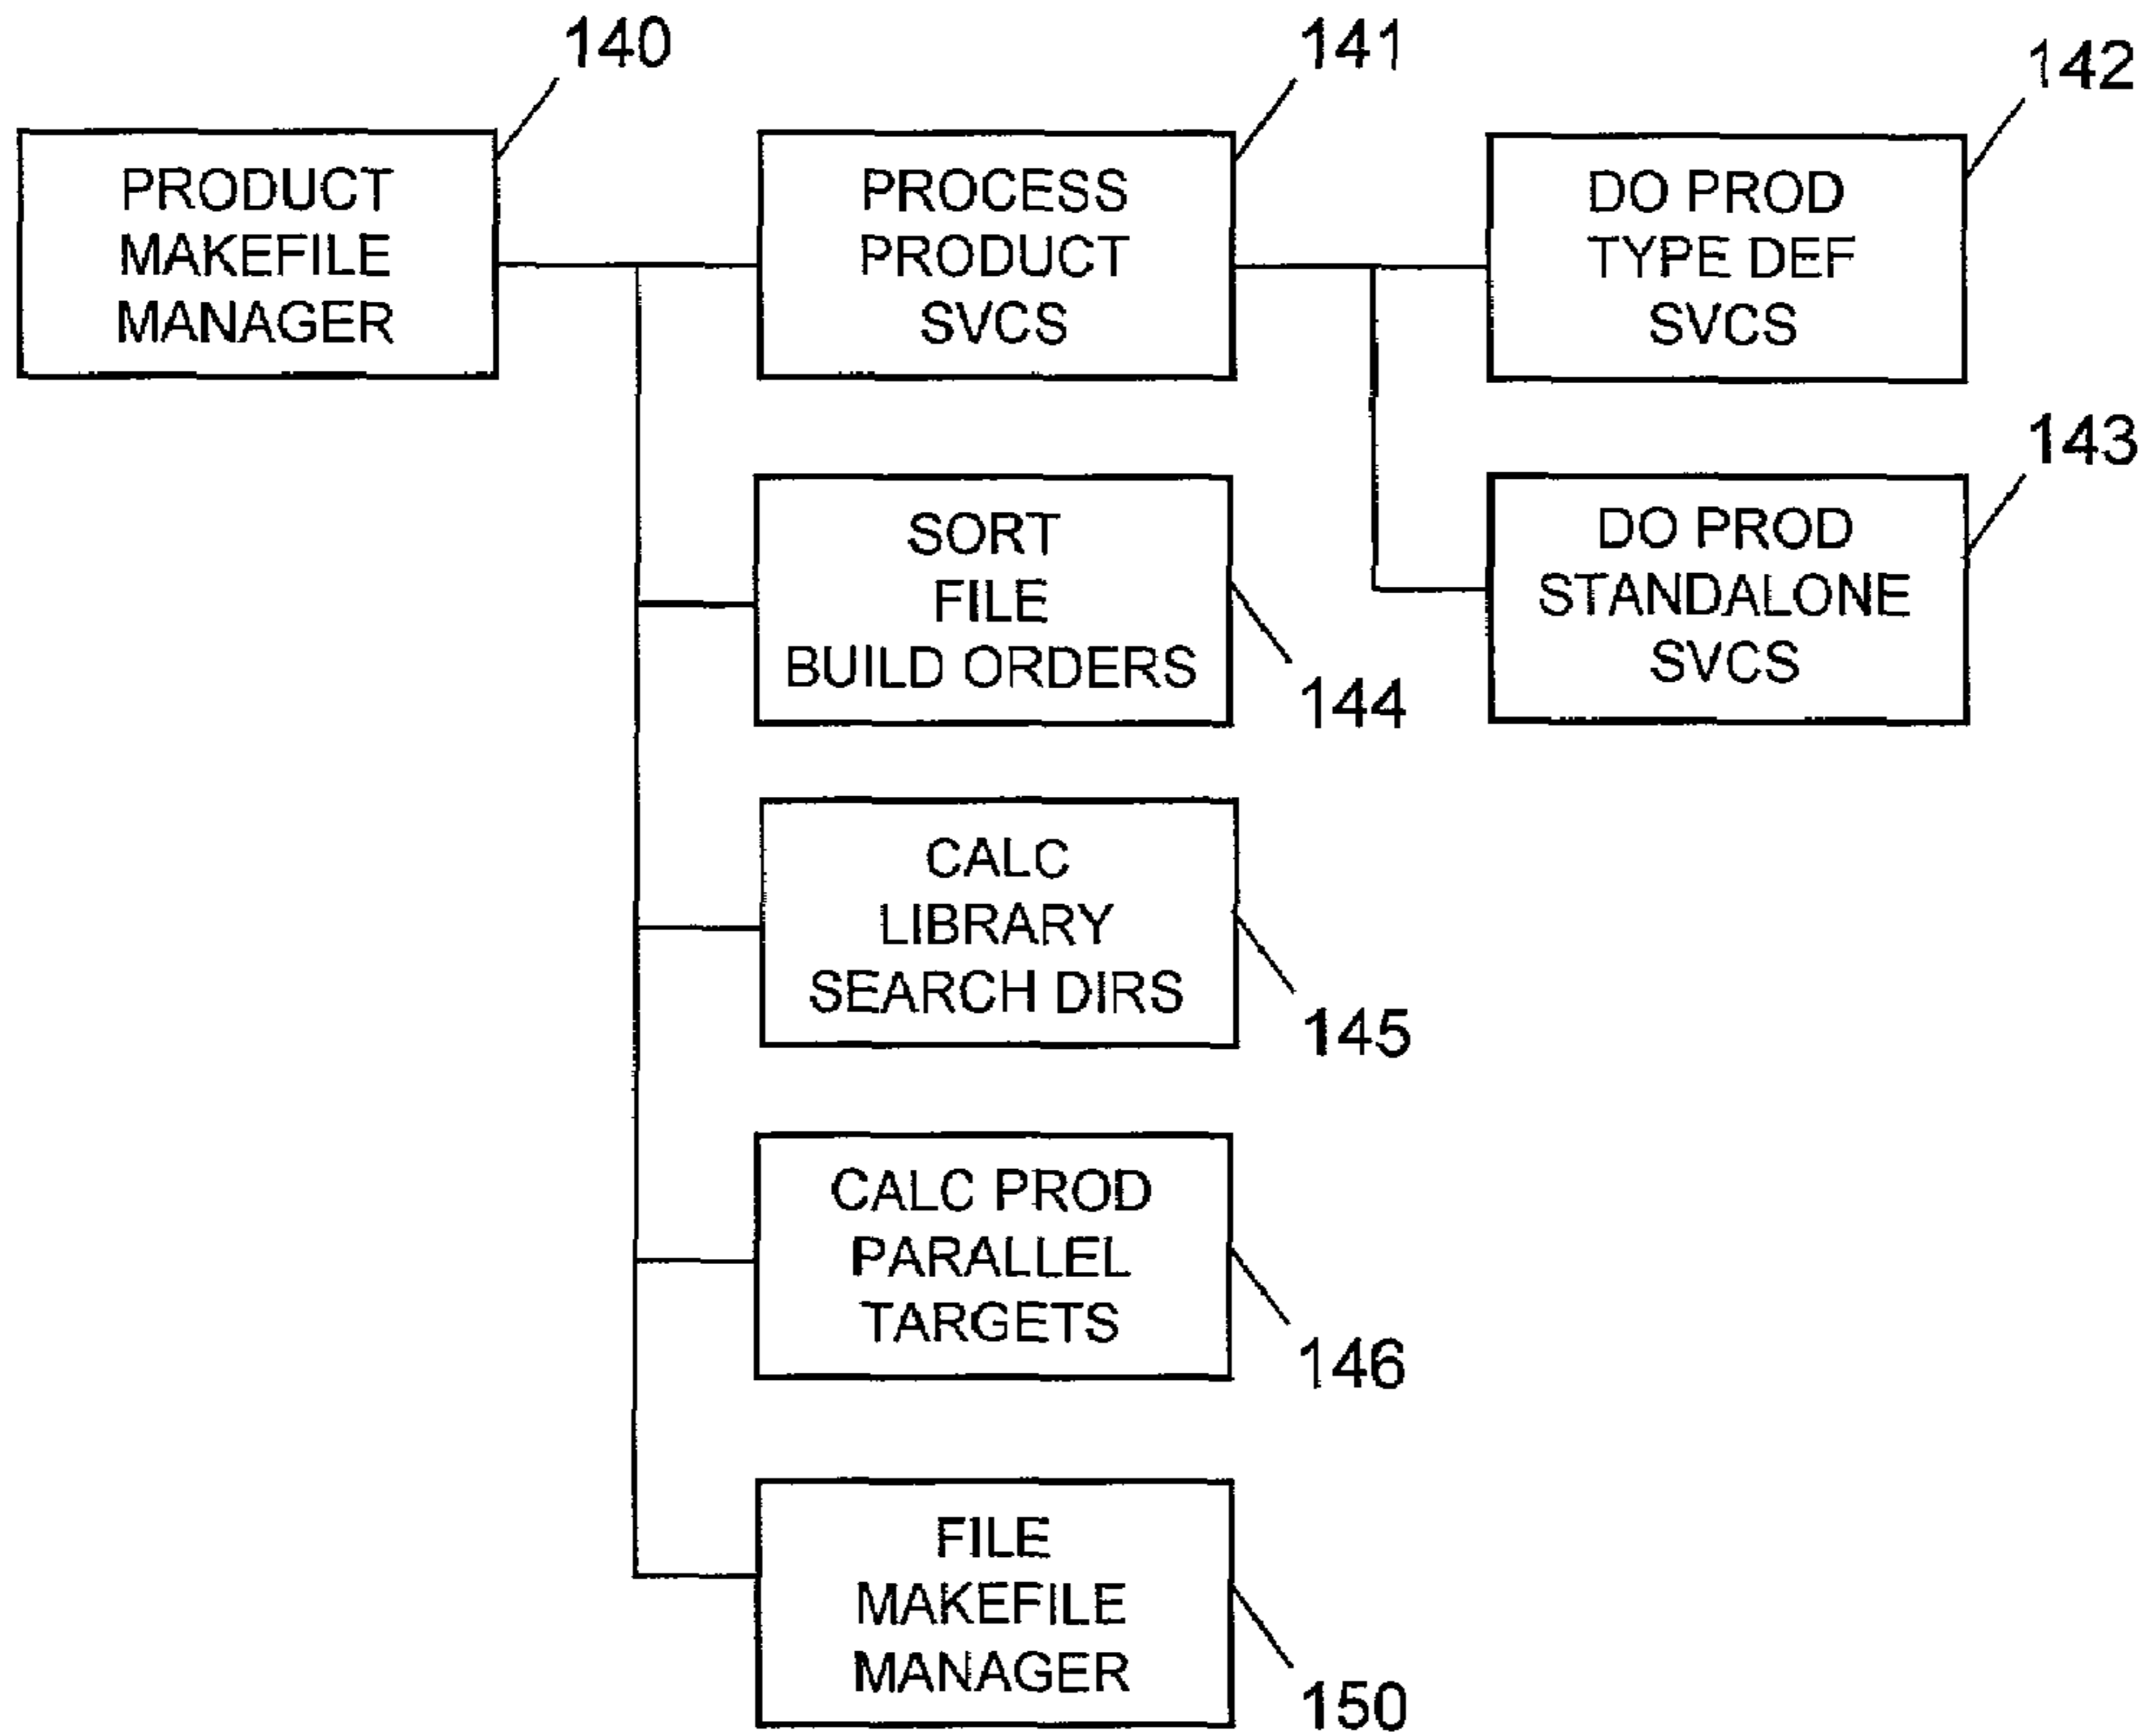 140
141
142
PRODUCT
MAKEFILE
MANAGER
PROCESS
PRODUCT
SVCS
DO PROD
TYPE DEF
SVCS
143
SORT
FILE
BUILD ORDERS
DO PROD
STANDALONE
SVCS
144
CALC
LIBRARY
SEARCH DIRS
145
CALC PROD
PARALLEL
TARGETS
146
FILE
MAKEFILE
MANAGER
150